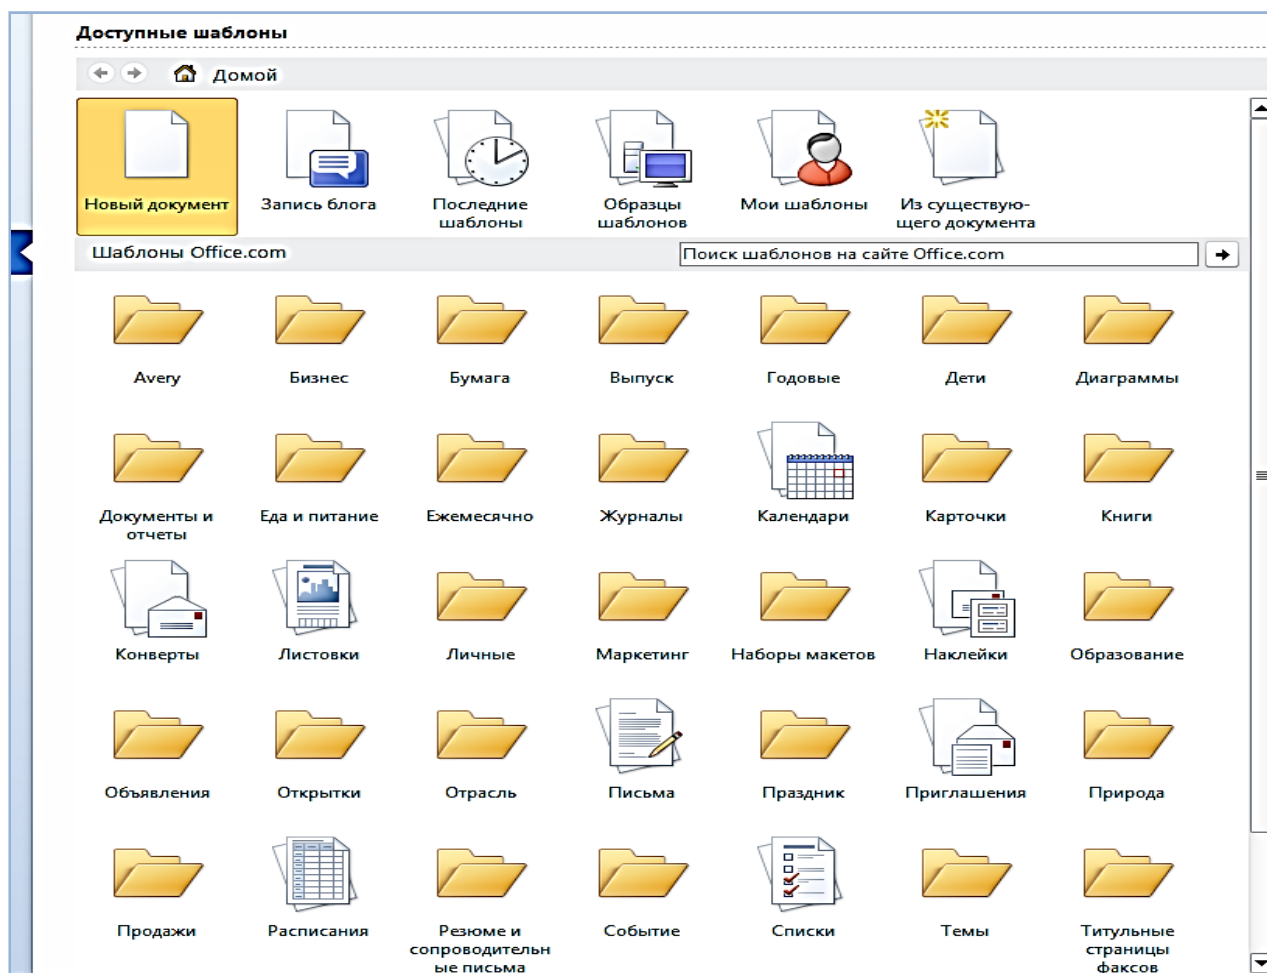 Доступные шаблоны
Домой
Новый документ
Запись блога
Последние
шаблоны
Образцы
шаблонов
Мои шаблоны
Из существую-
щего документа
Шаблоны Office.com
Поиск шаблонов на сайте Office.com
Avery
Бизнес
Бумага
Выпуск
Годовые
Дети
Диаграммы
Документы и
отчеты
Еда и питание
Ежемесячно
Журналы
Календари
Карточки
Книги
Конверты
Листовки
Личные
Маркетинг
Наборы макетов
Наклейки
Образование
Объявления
Открытки
Отрасль
Письма
Праздник
Приглашения
Природа
Продажи
Расписания
Резюме и
сопроводительн
ые письма
Событие
Списки
Темы
Титульные
страницы
факсов